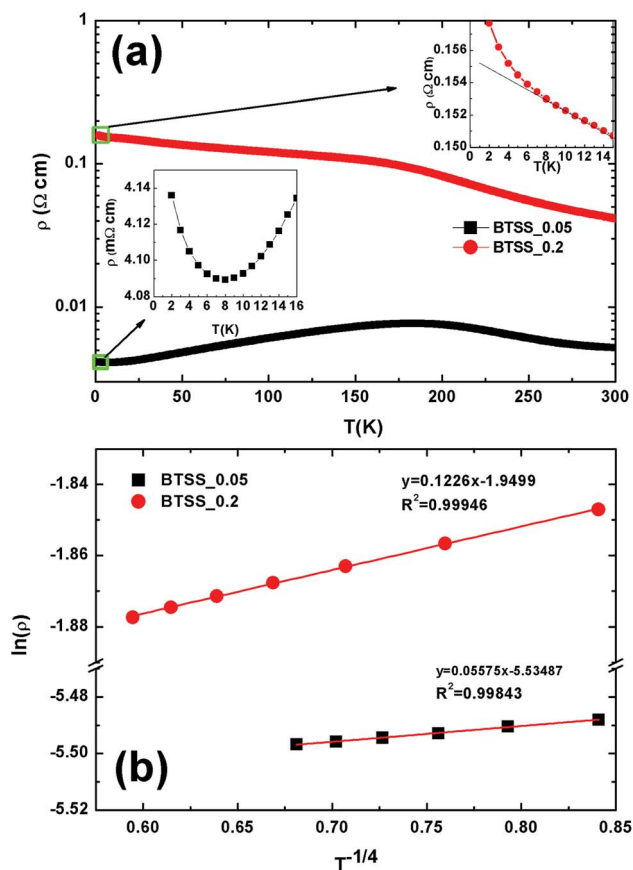 (a)
1
0.1
0.01
ρ (Ω cm)
0 50 100 150 200 250 300
T(K)
0.156
0.154
0.152
0.150
ρ (Ω cm)
0 2 4 6 8 10 12 14
T(K)
4.14
4.12
4.10
4.08
ρ (mΩ cm)
0 2 4 6 8 10 12 14 16
T(K)
BTSS_0.05
BTSS_0.2
BTSS_0.05
BTSS_0.2
y=0.1226x-1.9499
R²=0.99946
y=0.05575x-5.53487
R²=0.99843
-1.84
-1.86
-1.88
-5.48
-5.50
-5.52
ln(ρ)
(b)
0.60 0.65 0.70 0.75 0.80 0.85
T^-1/4